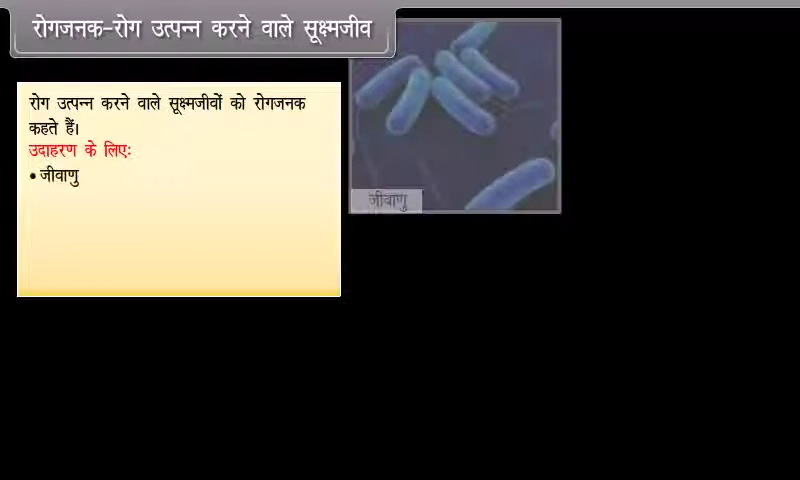 रोगजनक-रोग उत्पन्न करने वाले सूक्ष्मजीव
रोग उत्पन्न करने वाले सूक्ष्मजीवों को रोगजनक
कहते हैं।
उदाहरण के लिए:
• जीवाणु
जीवाणु